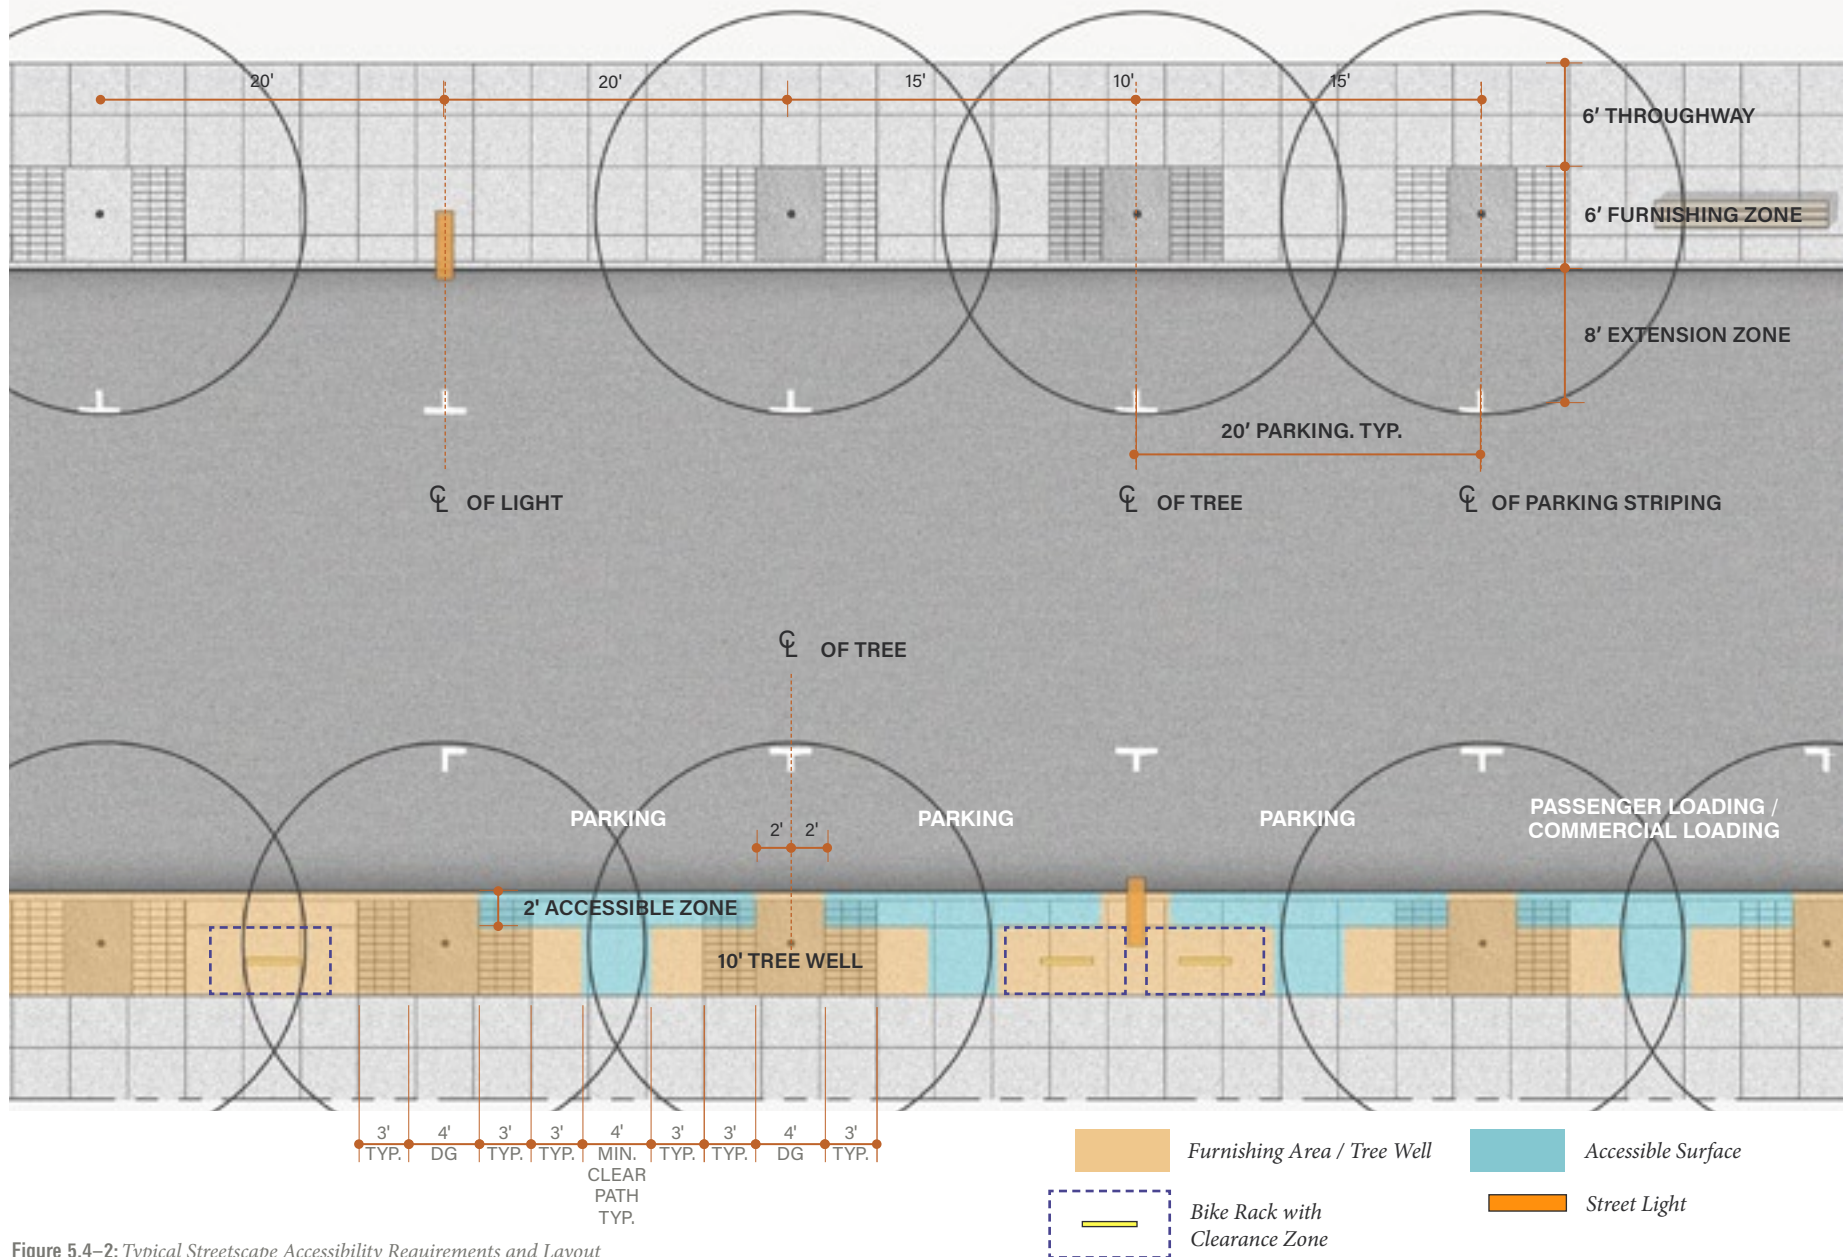 20' 20' 15' 10' 15'
6' THROUGHWAY
6' FURNISHING ZONE
8' EXTENSION ZONE
20' PARKING. TYP.
℄ OF LIGHT
℄ OF TREE
℄ OF PARKING STRIPING
℄ OF TREE
PARKING
PARKING
PARKING
PASSENGER LOADING /
COMMERCIAL LOADING
2' 2'
2' ACCESSIBLE ZONE
10' TREE WELL
3' 4' 3' 3' 4' 3' 3' 4' 3'
TYP. DG TYP. TYP. MIN. TYP. TYP. DG TYP.
CLEAR
PATH
TYP.
Furnishing Area / Tree Well
Accessible Surface
Bike Rack with
Clearance Zone
Street Light
Figure 5.4–2: Typical Streetscape Accessibility Requirements and Layout